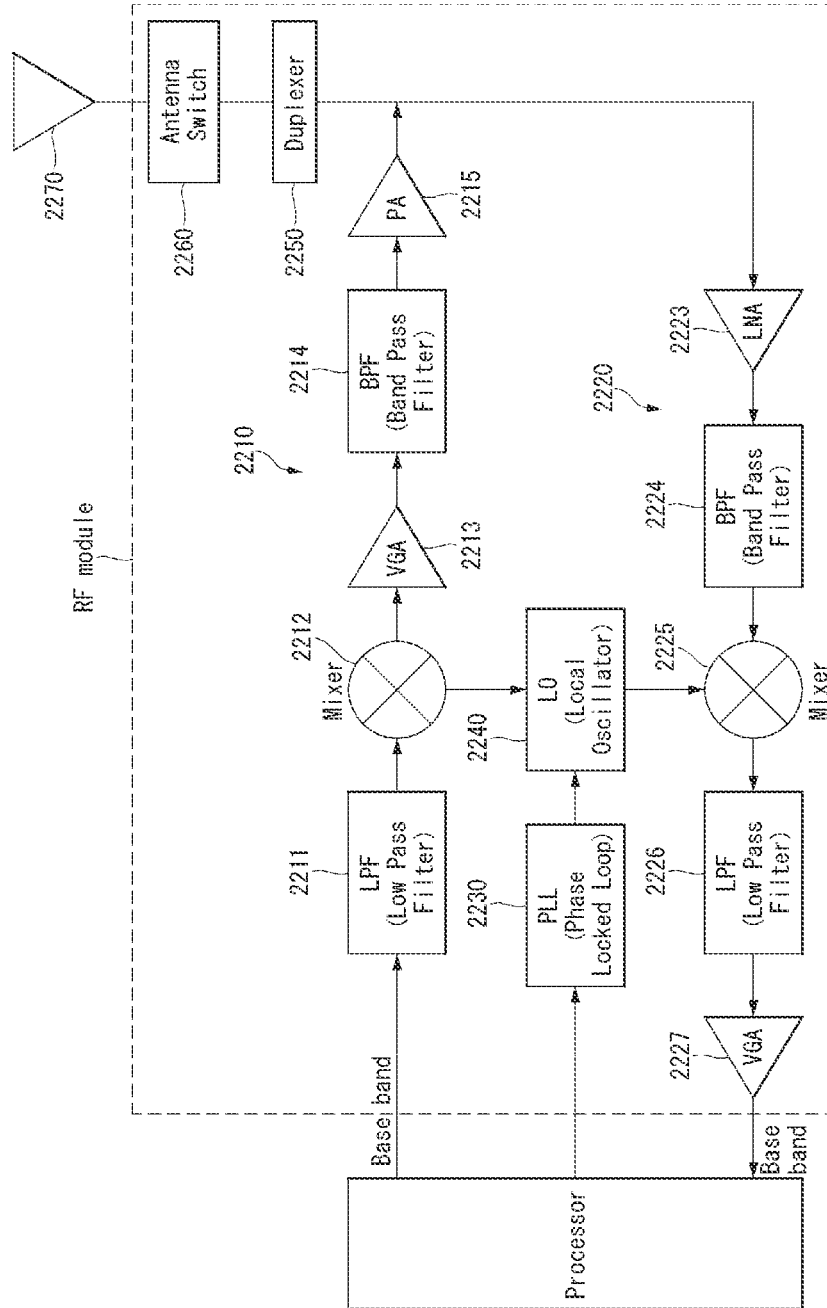 RF module
2270
Antenna
Switch
2260
Duplexer
2250
PA
2215
BPF
(Band Pass
Filter)
2214
2210
VGA
2213
Mixer
2212
LPF
(Low Pass
Filter)
2211
Base band
Processor
PLL
(Phase
Locked Loop)
2230
LO
(Local
Oscillator)
2240
LNA
2223
2220
BPF
(Band Pass
Filter)
2224
Mixer
2225
LPF
(Low Pass
Filter)
2226
VGA
2227
Base
band